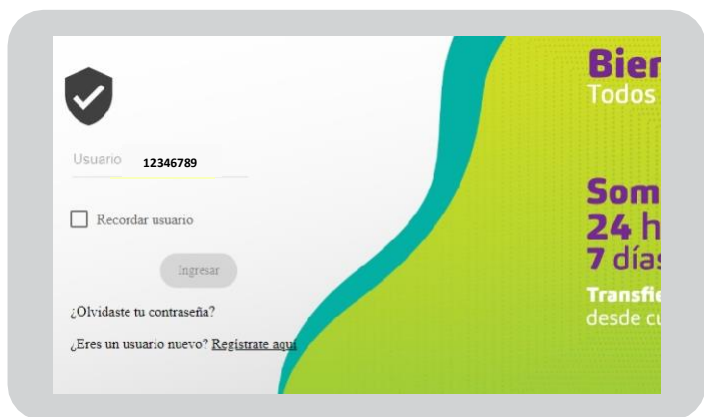 Usuario 12346789
Recordar usuario
Ingresar
¿Olvidaste tu contraseña?
¿Eres un usuario nuevo? Regístrate aquí
Bien
Todos
Som
24 h
7 días
Transfie
desde cu